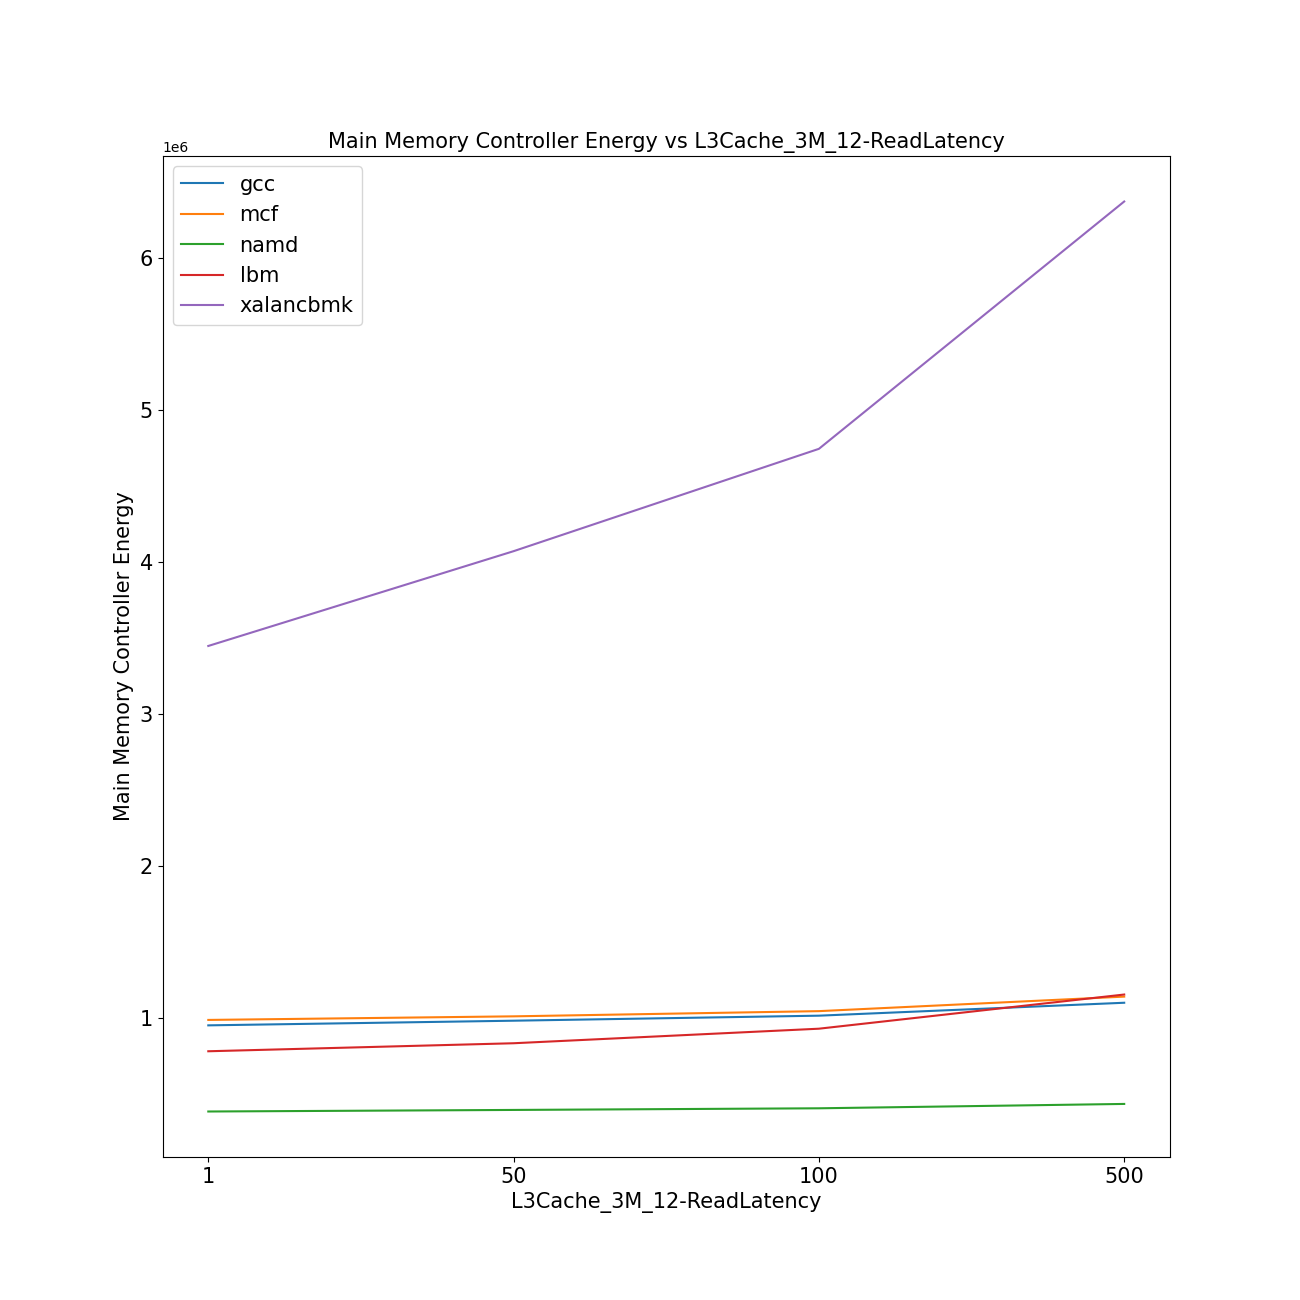 Main Memory Controller Energy vs L3Cache_3M_12-ReadLatency
1e6
gcc
mcf
namd
lbm
xalancbmk
6
5
4
3
2
1
Main Memory Controller Energy
1 50 100 500
L3Cache_3M_12-ReadLatency